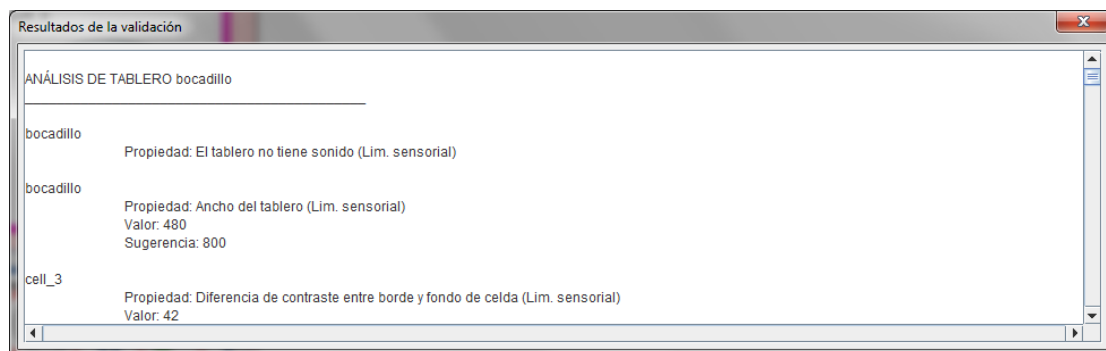 Resultados de la validación
ANÁLISIS DE TABLERO bocadillo
bocadillo
Propiedad: El tablero no tiene sonido (Lim. sensorial)
bocadillo
Propiedad: Ancho del tablero (Lim. sensorial)
Valor: 480
Sugerencia: 800
cell_3
Propiedad: Diferencia de contraste entre borde y fondo de celda (Lim. sensorial)
Valor: 42